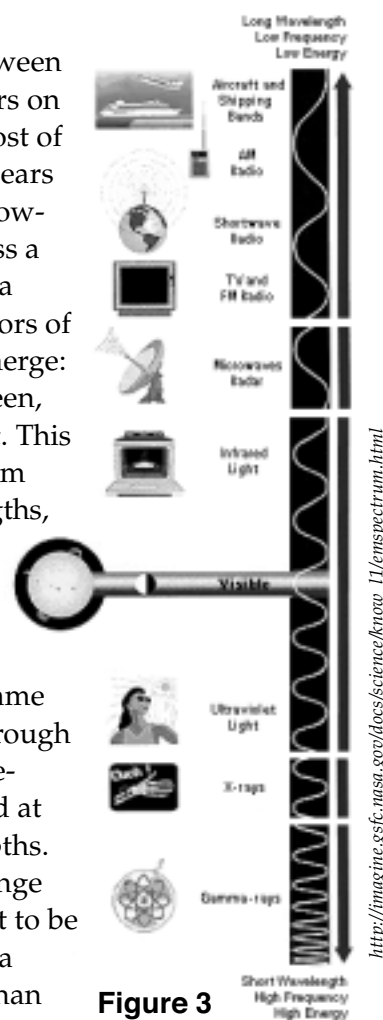 Long Wavelength
Low Frequency
Low Energy
ween
rs on
ost of
ears
ow-
ss a
a
ors of
nerge:
een,
. This
m
gths,
ame
rough
e-
d at
ths.
nge
t to be
a
nan
Aircraft and
Shipping
Bands
AM
Radio
Shortwave
Radio
TV and
FM Radio
Microwaves
Radar
Infrared
Light
Visible
Ultraviolet
Light
Ouch!
X-rays
Gamma-rays
Short Wavelength
High Frequency
High Energy
Figure 3
http://imagine.gsfc.nasa.gov/docs/science/know_l1/emspectrum.html